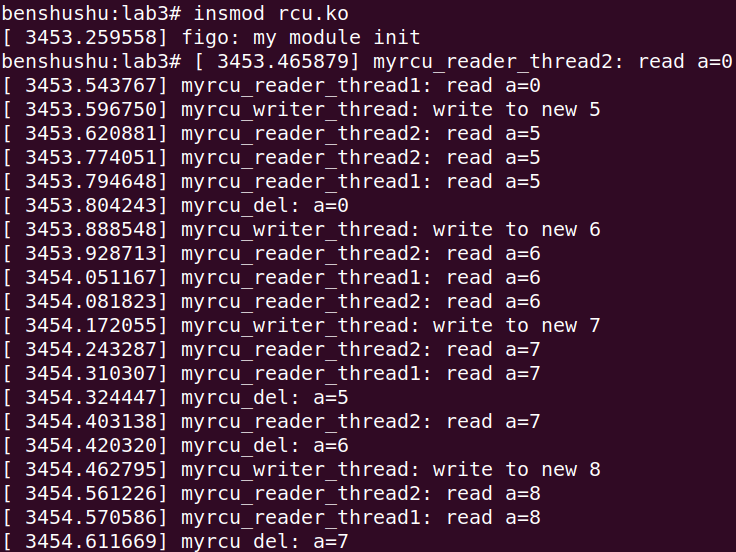 benshushu:lab3# insmod rcu.ko
[ 3453.259558] figo: my module init
benshushu:lab3# [ 3453.465879] myrcu_reader_thread2: read a=0
[ 3453.543767] myrcu_reader_thread1: read a=0
[ 3453.596750] myrcu_writer_thread: write to new 5
[ 3453.620881] myrcu_reader_thread2: read a=5
[ 3453.774051] myrcu_reader_thread2: read a=5
[ 3453.794648] myrcu_reader_thread1: read a=5
[ 3453.804243] myrcu_del: a=0
[ 3453.888548] myrcu_writer_thread: write to new 6
[ 3453.928713] myrcu_reader_thread2: read a=6
[ 3454.051167] myrcu_reader_thread1: read a=6
[ 3454.081823] myrcu_reader_thread2: read a=6
[ 3454.172055] myrcu_writer_thread: write to new 7
[ 3454.243287] myrcu_reader_thread2: read a=7
[ 3454.310307] myrcu_reader_thread1: read a=7
[ 3454.324447] myrcu_del: a=5
[ 3454.403138] myrcu_reader_thread2: read a=7
[ 3454.420320] myrcu_del: a=6
[ 3454.462795] myrcu_writer_thread: write to new 8
[ 3454.561226] myrcu_reader_thread2: read a=8
[ 3454.570586] myrcu_reader_thread1: read a=8
[ 3454.611669] myrcu_del: a=7